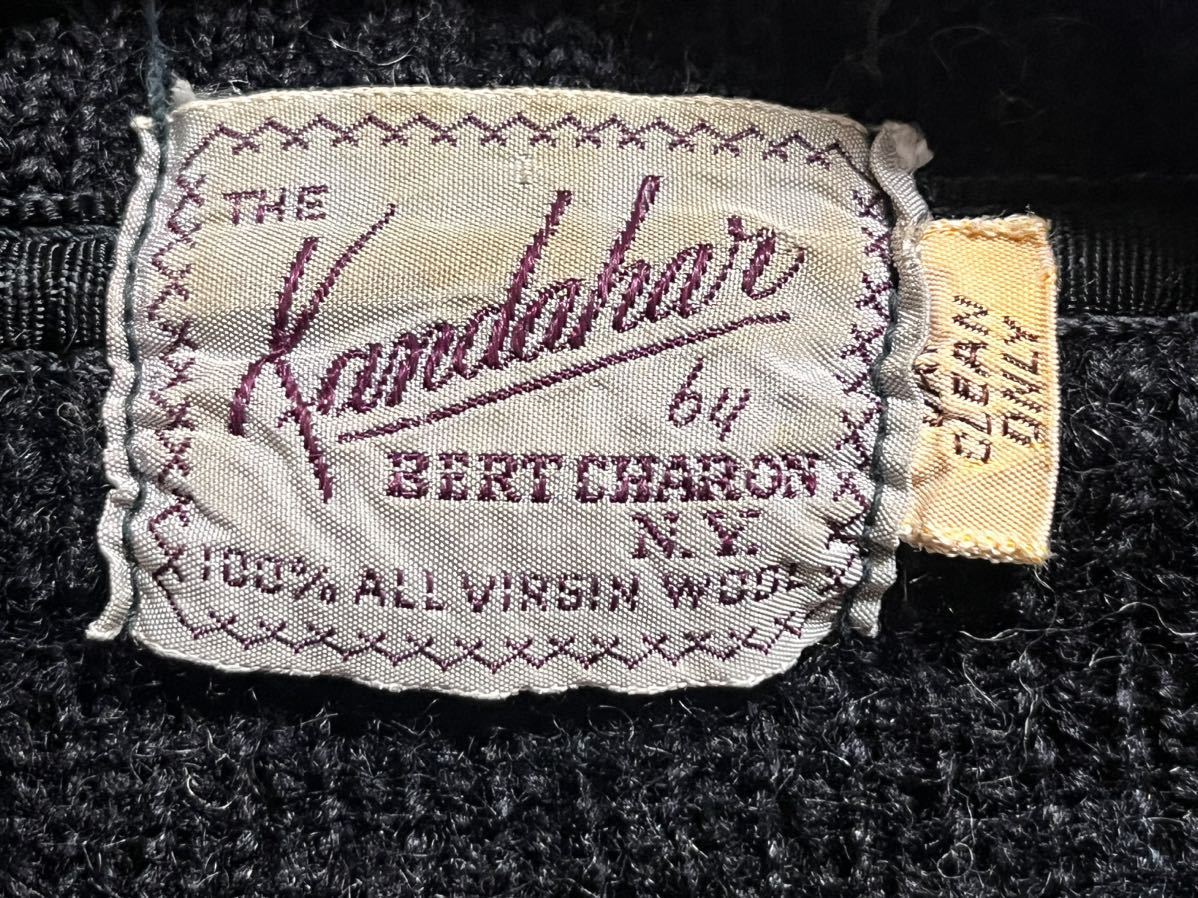 THE
Kandahar
by
BERT CHARON
N.Y.
100% ALL VIRGIN WOOL
CLEAN
ONLY